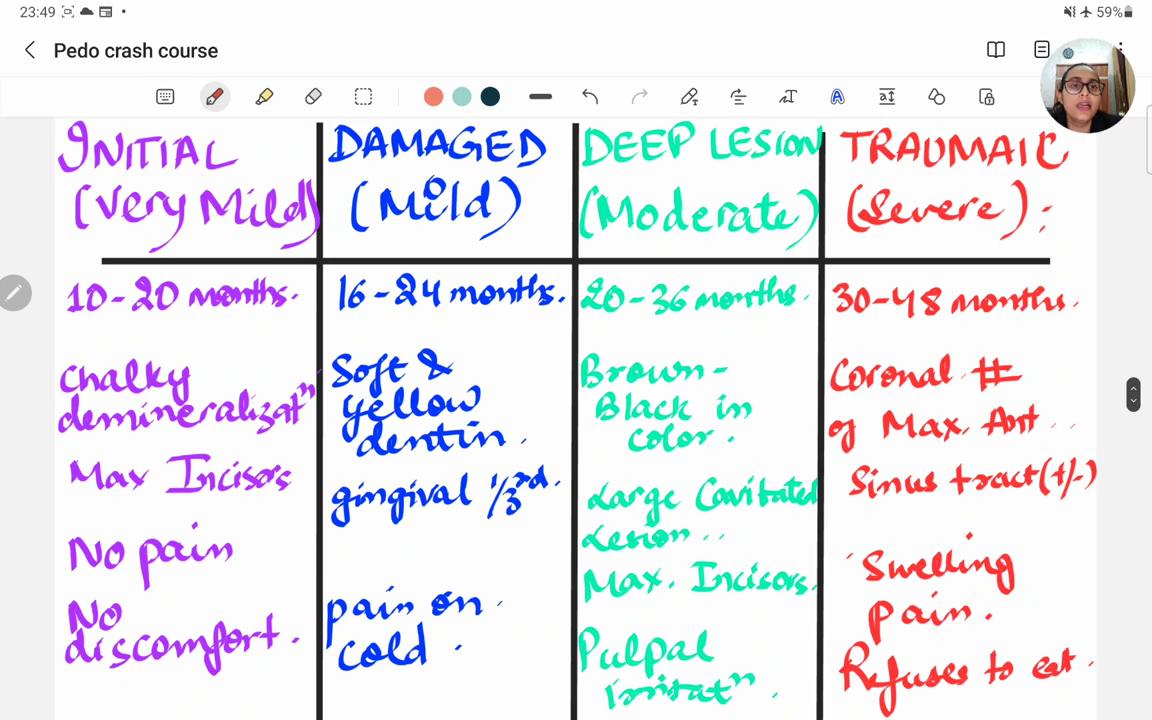 23:49
59%
Pedo crash course
INITIAL
(Very Mild)
10-20 months.
Chalky
demineralizatn
Max Incisors
No pain
No
discomfort.
DAMAGED
(Mild)
16-24 months.
Soft &
yellow
dentin.
gingival 1/3rd.
pain on
cold.
DEEP LESION
(Moderate)
20-36 months.
Brown-
Black in
color.
Large Cavitated
Lesion..
Max. Incisors.
Pulpal
irritatn.
TRAUMAIC
(Severe):
30-48 months.
Coronal #
of Max. Ant..
Sinus tract(+/-)
Swelling
pain.
Refuses to eat.